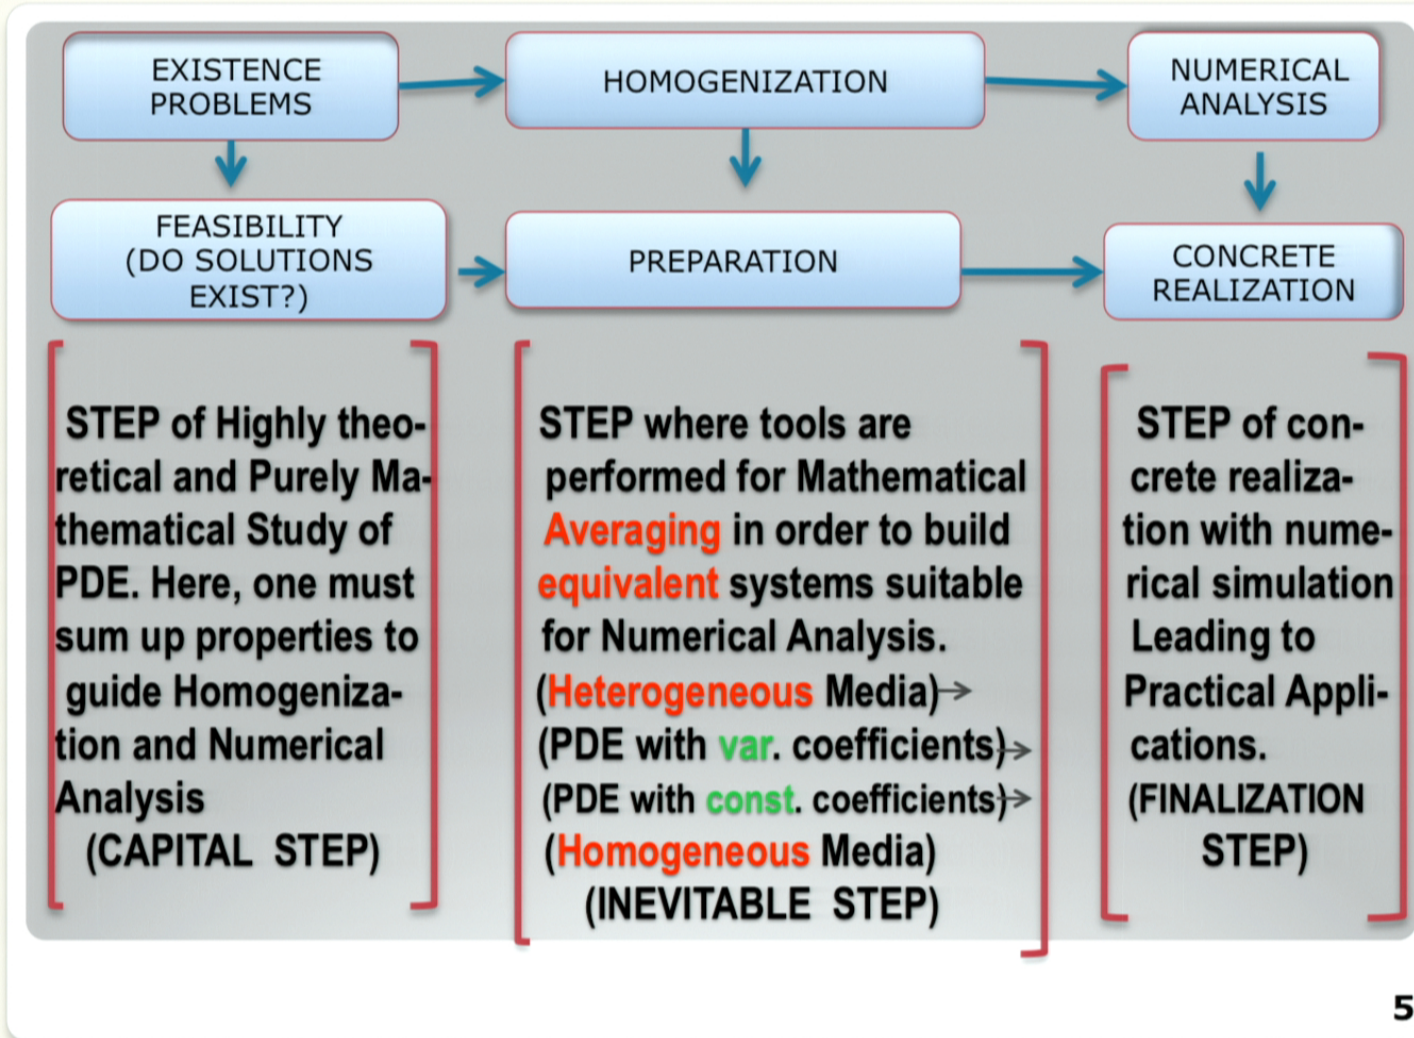 EXISTENCE
PROBLEMS
HOMOGENIZATION
NUMERICAL
ANALYSIS
FEASIBILITY
(DO SOLUTIONS
EXIST?)
PREPARATION
CONCRETE
REALIZATION
STEP of Highly theo-
retical and Purely Ma-
thematical Study of
PDE. Here, one must
sum up properties to
guide Homogeniza-
tion and Numerical
Analysis
(CAPITAL STEP)
STEP where tools are
performed for Mathematical
Averaging in order to build
equivalent systems suitable
for Numerical Analysis.
(Heterogeneous Media)→
(PDE with var. coefficients)→
(PDE with const. coefficients)→
(Homogeneous Media)
(INEVITABLE STEP)
STEP of con-
crete realiza-
tion with nume-
rical simulation
Leading to
Practical Appli-
cations.
(FINALIZATION
STEP)
5